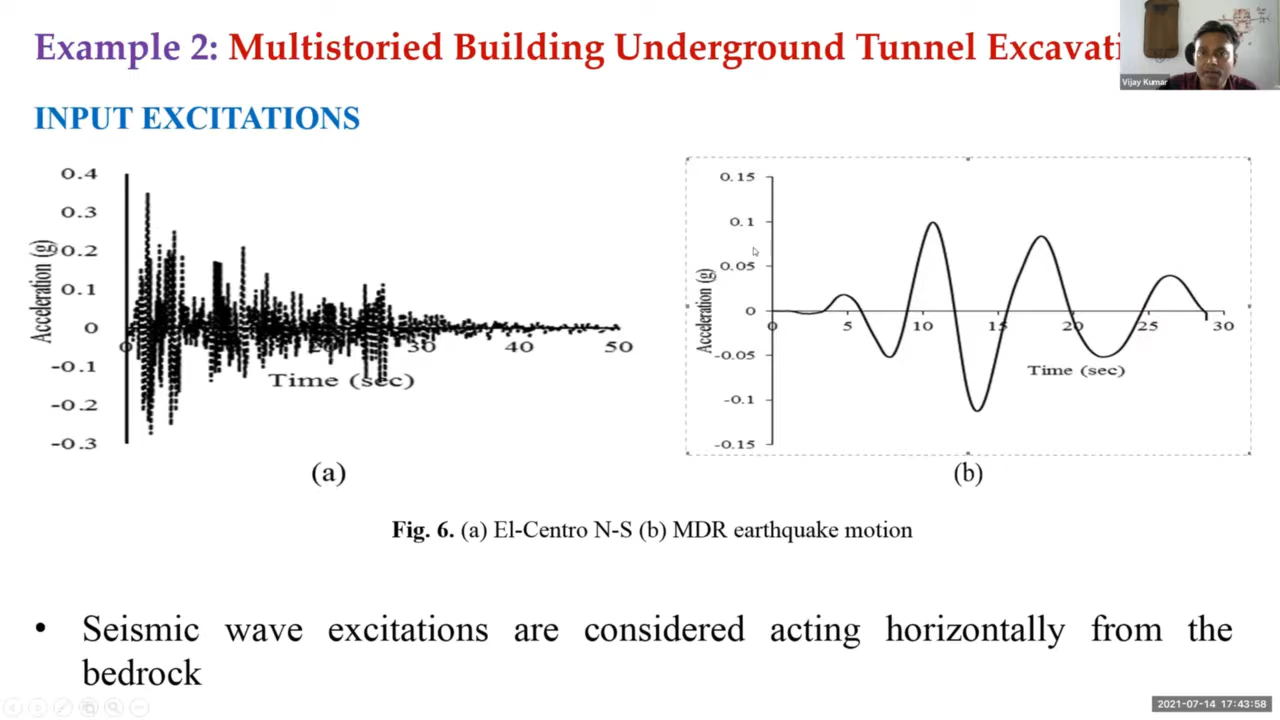 Example 2: Multistoried Building Underground Tunnel Excavati
Vijay Kumar
INPUT EXCITATIONS
0.4
0.3
0.2
0.1
0
-0.1
-0.2
-0.3
Acceleration (g)
0
30
40
50
Time (sec)
(a)
0.15
0.1
0.05
0
-0.05
-0.1
-0.15
Acceleration (g)
0
5
10
15
20
25
30
Time (sec)
(b)
Fig. 6. (a) El-Centro N-S (b) MDR earthquake motion
• Seismic wave excitations are considered acting horizontally from the
bedrock
2021-07-14 17:43:58